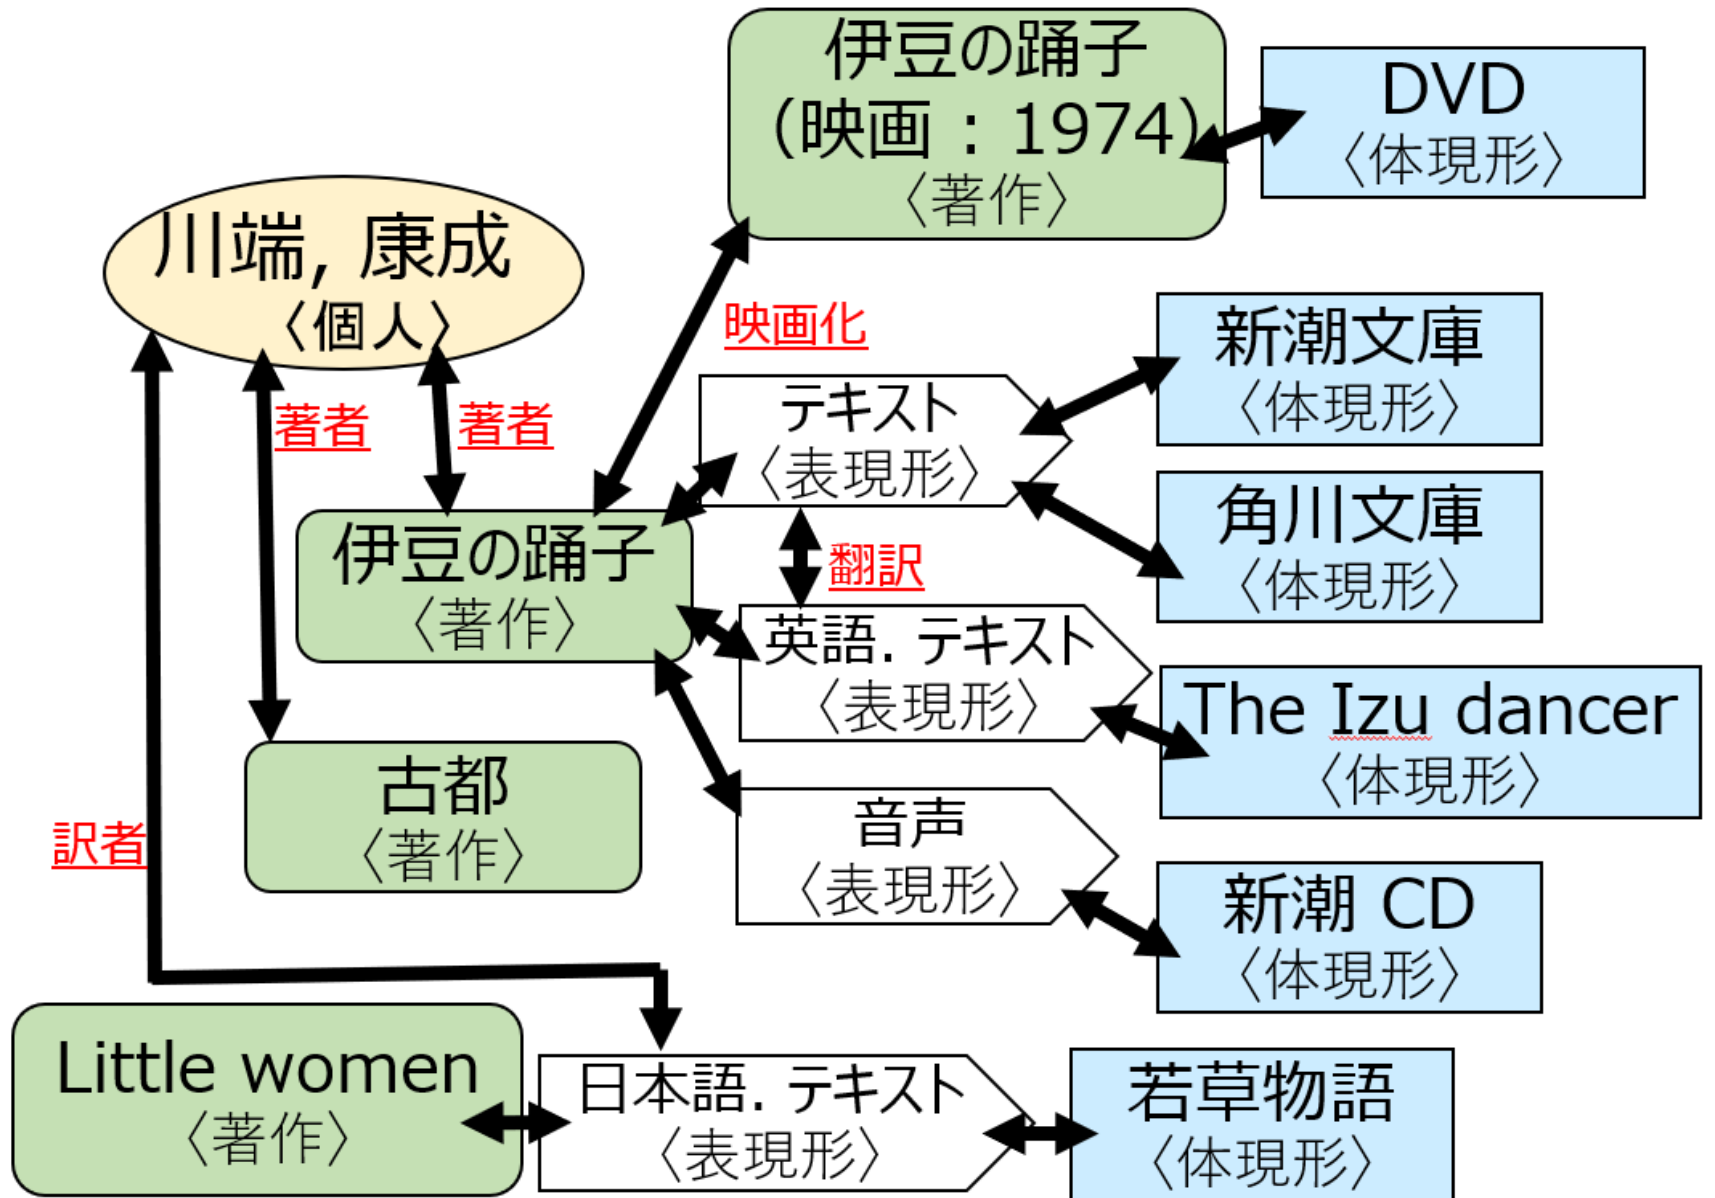 伊豆の踊子
（映画：1974）
〈著作〉
DVD
〈体現形〉
川端, 康成
〈個人〉
映画化
新潮文庫
〈体現形〉
テキスト
〈表現形〉
著者
著者
角川文庫
〈体現形〉
伊豆の踊子
〈著作〉
翻訳
英語. テキスト
〈表現形〉
The Izu dancer
〈体現形〉
古都
〈著作〉
音声
〈表現形〉
訳者
新潮 CD
〈体現形〉
Little women
〈著作〉
日本語. テキスト
〈表現形〉
若草物語
〈体現形〉